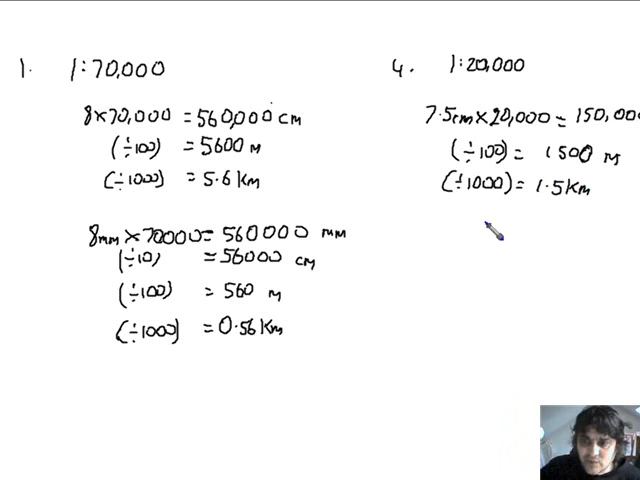 1. 1:70,000
8×70,000 = 560,000 cm
(÷100) = 5600 m
(÷1000) = 5.6 Km
8mm × 70000 = 560000 mm
(÷10) = 56000 cm
(÷100) = 560 m
(÷1000) = 0.56 Km
4. 1:20,000
7.5cm × 20,000 = 150,000
(÷100) = 1500 m
(÷1000) = 1.5 Km